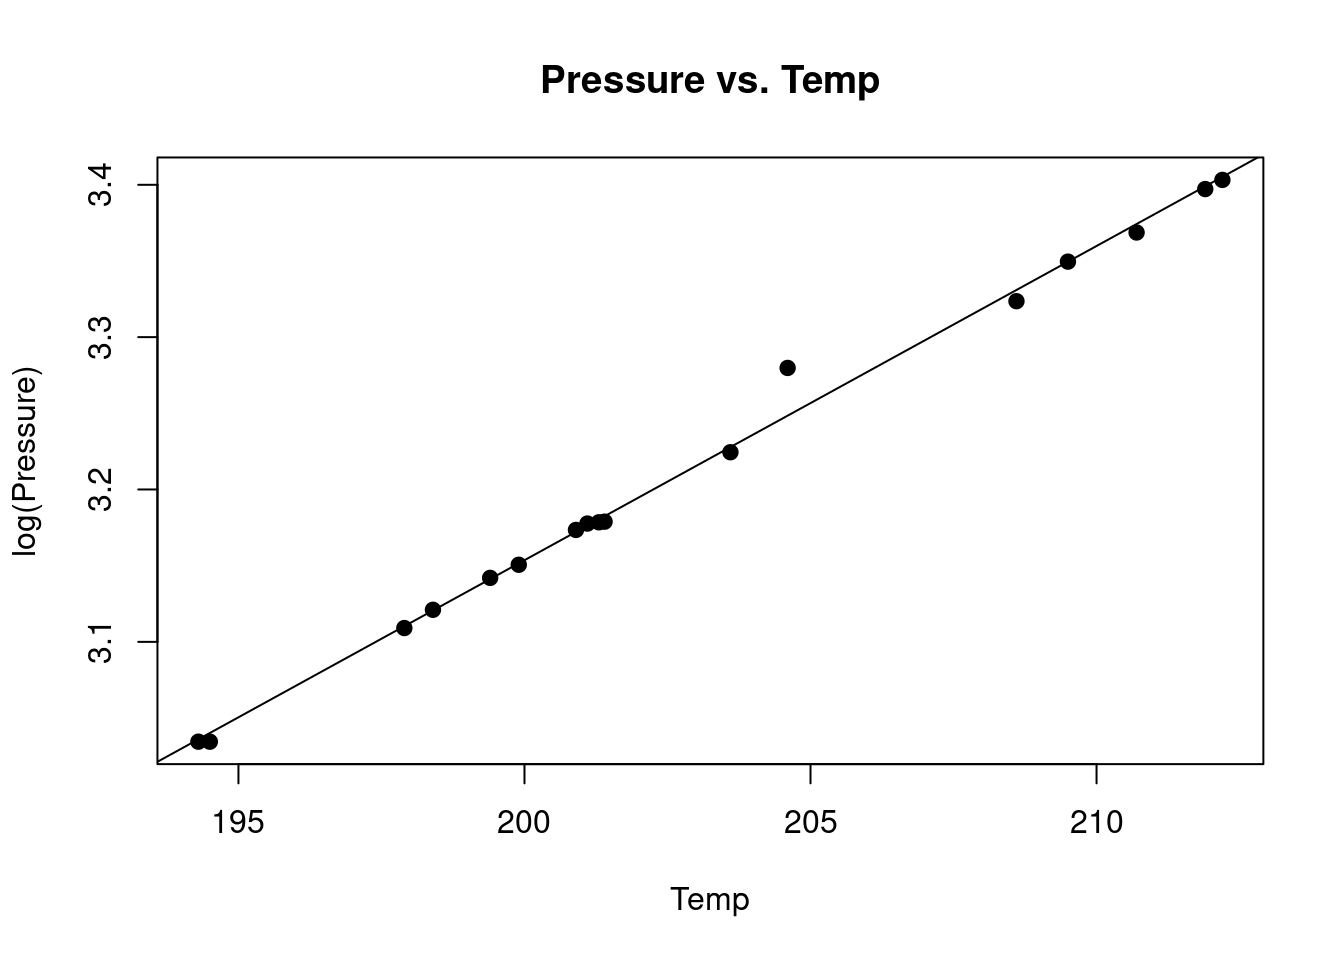 Pressure vs. Temp
log(Pressure)
3.4
3.3
3.2
3.1
195 200 205 210
Temp